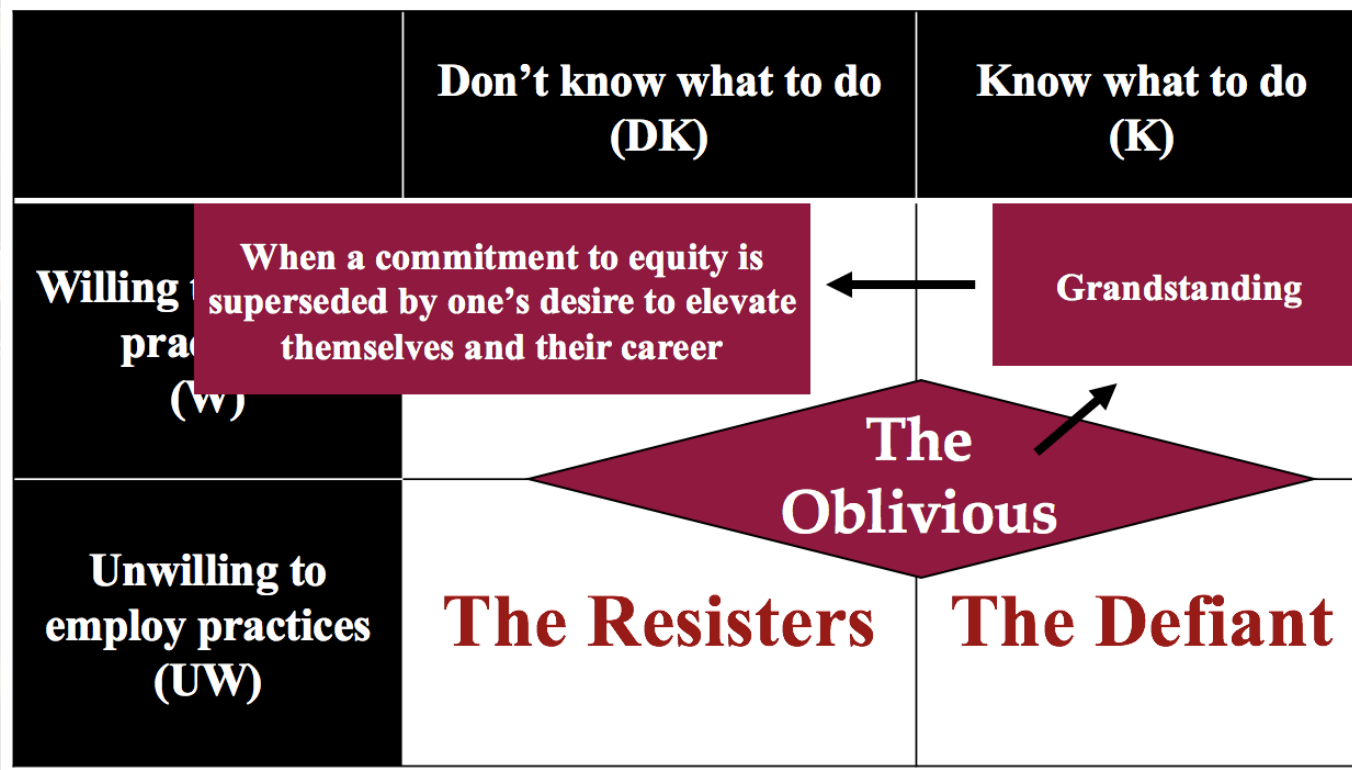 Don’t know what to do
(DK)
Know what to do
(K)
Willing
(W)
When a commitment to equity is
superseded by one’s desire to elevate
themselves and their career
Grandstanding
The
Oblivious
Unwilling to
employ practices
(UW)
The Resisters
The Defiant